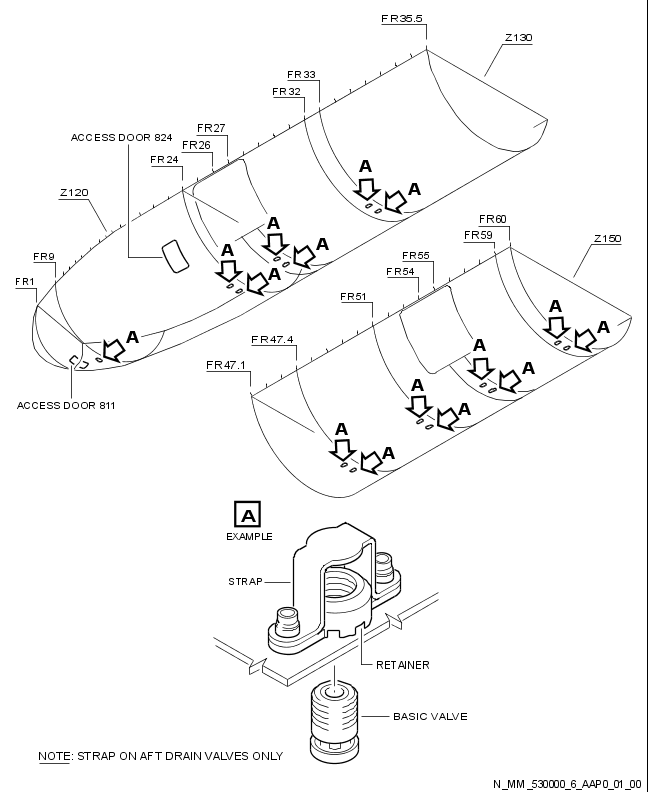 FR35.5
Z130
FR33
FR32
FR27
ACCESS DOOR 824
FR26
FR24
A
A
Z120
FR60
A
FR59
Z150
A
A
FR9
FR55
A
FR54
FR1
FR51
A
A
A
FR47.4
A
FR47.1
A
A
ACCESS DOOR 811
A
A
A
A
A
EXAMPLE
STRAP
RETAINER
BASIC VALVE
NOTE: STRAP ON AFT DRAIN VALVES ONLY
N_MM_530000_6_AAP0_01_00